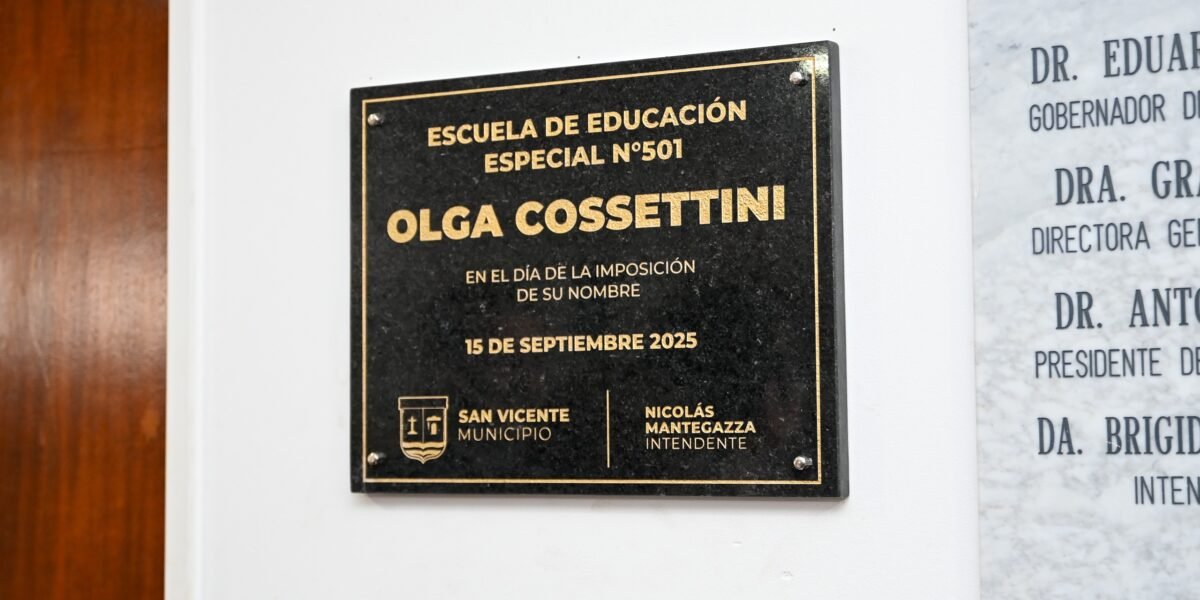 ESCUELA DE EDUCACIÓN
ESPECIAL N°501
OLGA COSSETTINI
EN EL DÍA DE LA IMPOSICIÓN
DE SU NOMBRE
15 DE SEPTIEMBRE 2025
SAN VICENTE
MUNICIPIO
NICOLÁS
MANTEGAZZA
INTENDENTE
DR.
GOBERNADOR
DRA.
DIRECTORA
DR.
PRESIDENTE
DA.